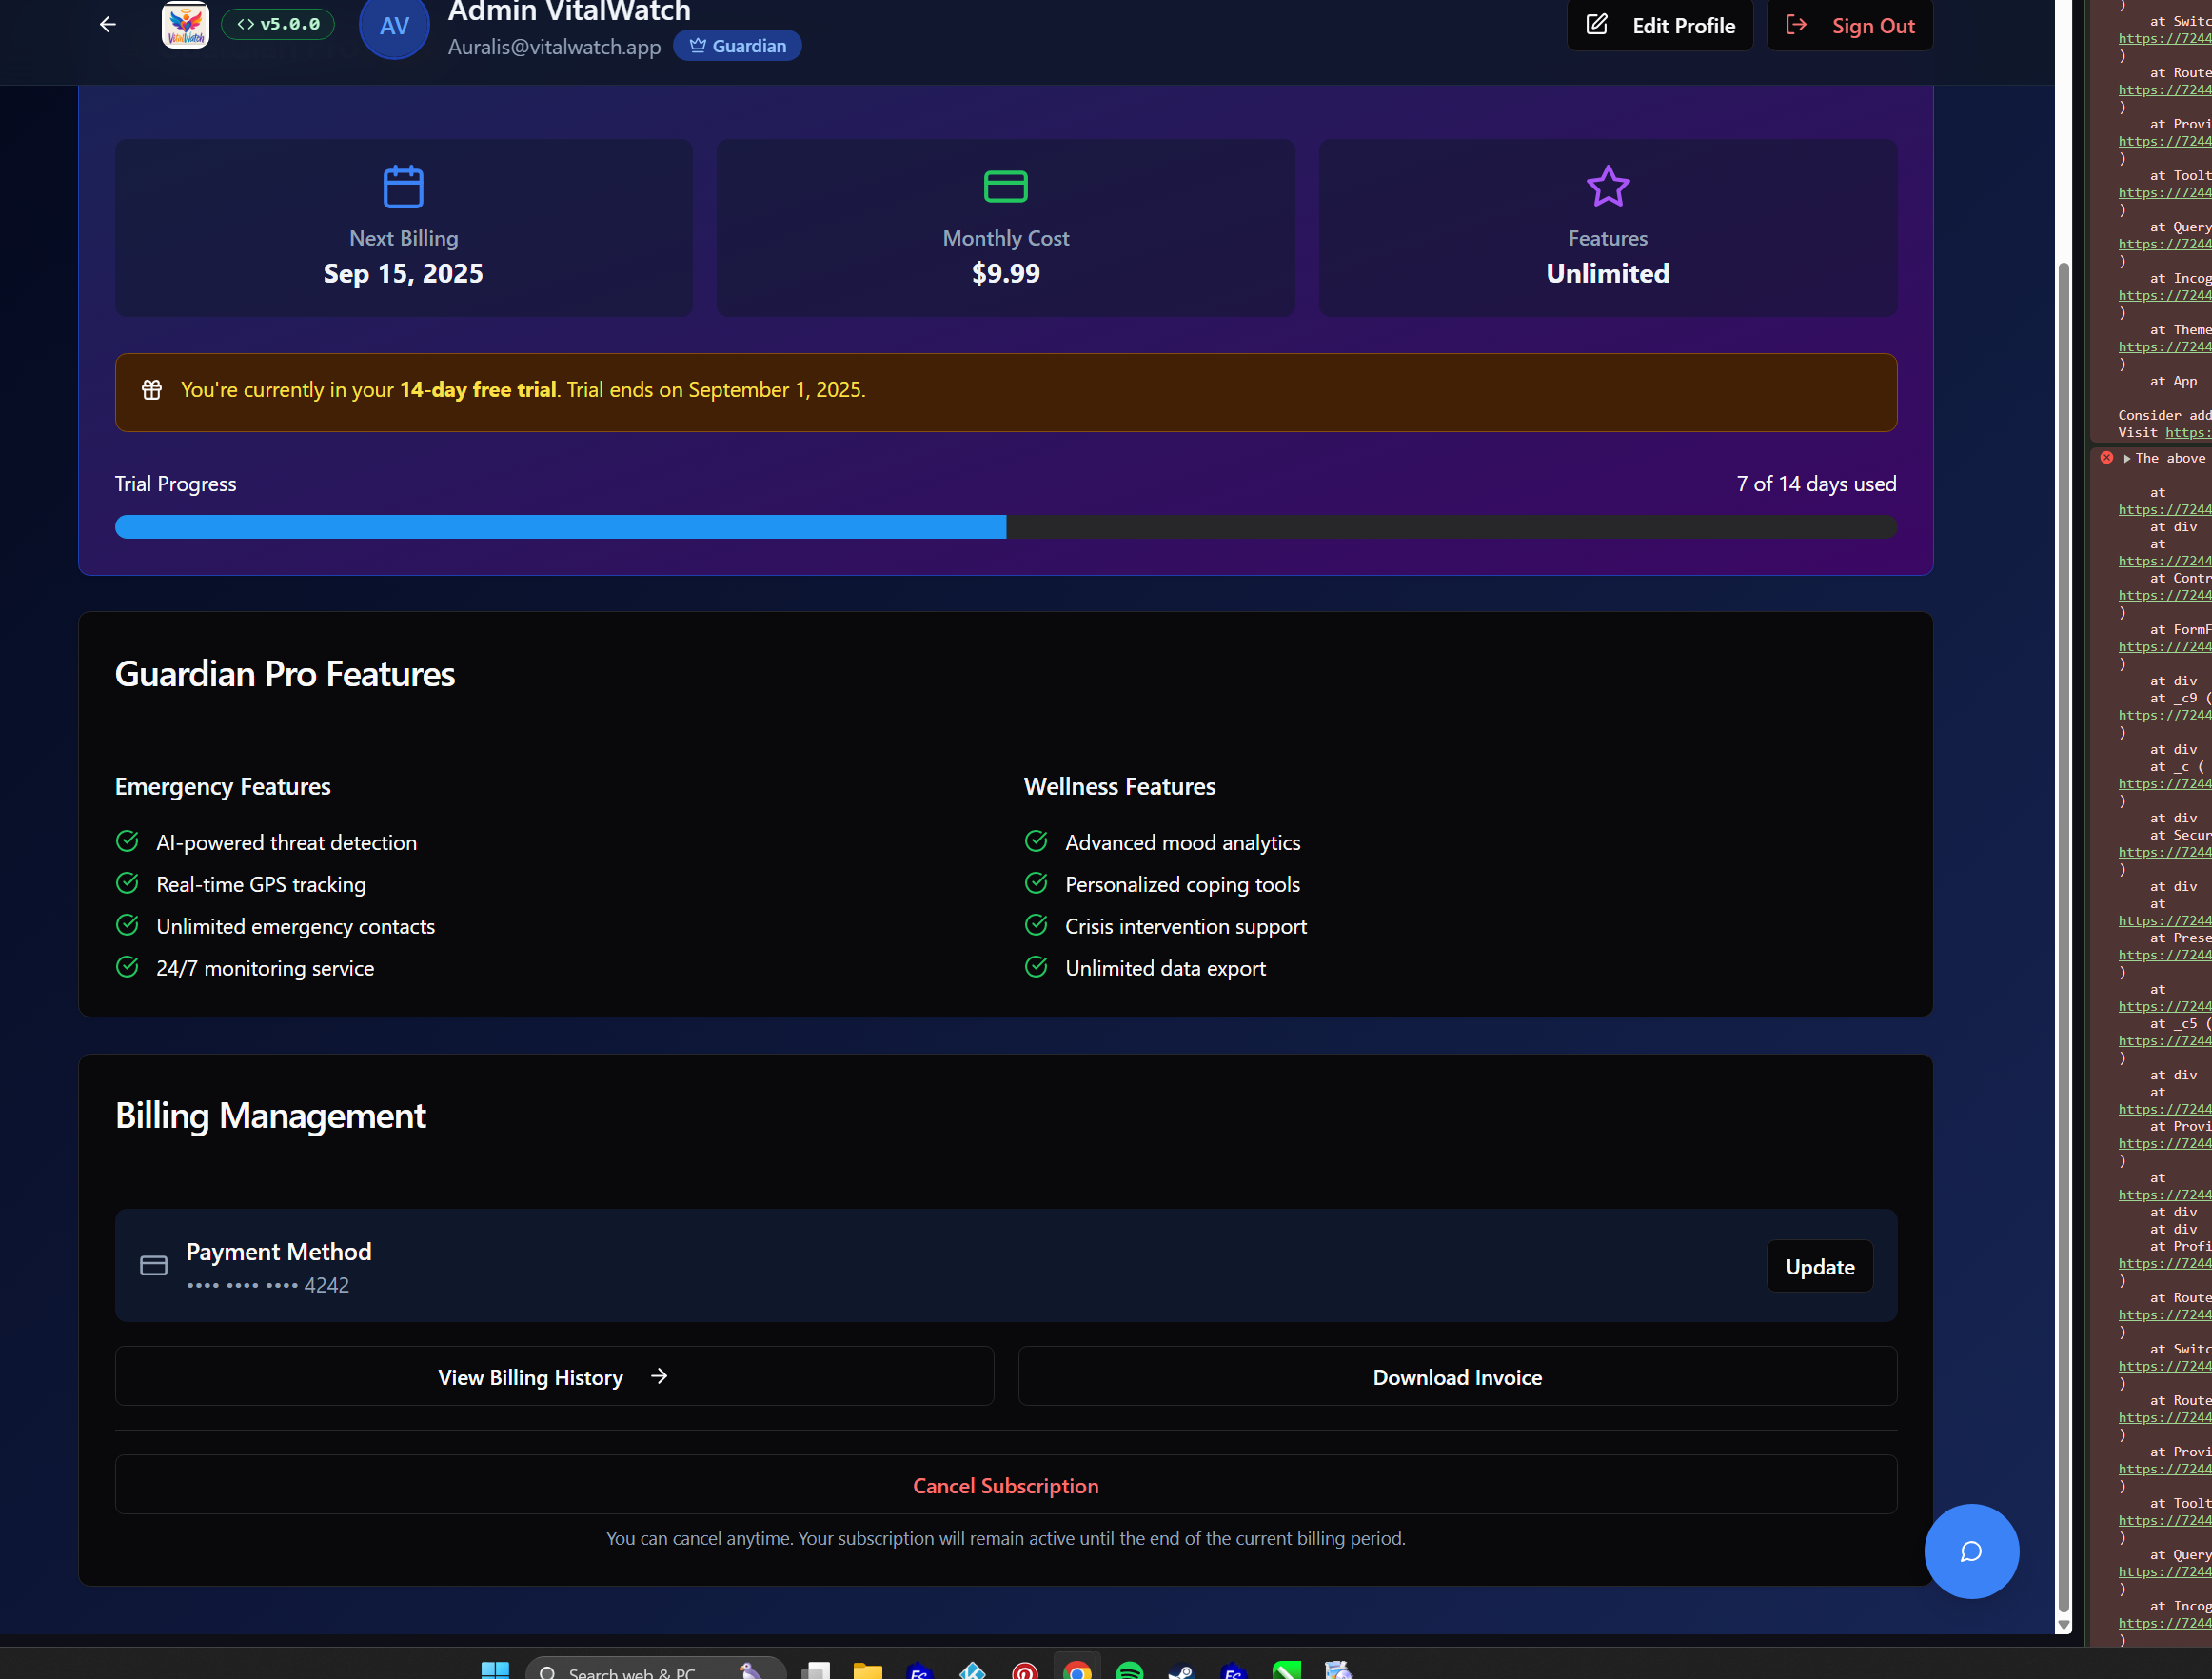 v5.0.0
AV
Admin VitalWatch
Auralis@vitalwatch.app
Guardian
Edit Profile
Sign Out
Next Billing
Sep 15, 2025
Monthly Cost
$9.99
Features
Unlimited
You're currently in your 14-day free trial. Trial ends on September 1, 2025.
Trial Progress
7 of 14 days used
Guardian Pro Features
Emergency Features
AI-powered threat detection
Real-time GPS tracking
Unlimited emergency contacts
24/7 monitoring service
Wellness Features
Advanced mood analytics
Personalized coping tools
Crisis intervention support
Unlimited data export
Billing Management
Payment Method
•••• •••• •••• 4242
Update
View Billing History
Download Invoice
Cancel Subscription
You can cancel anytime. Your subscription will remain active until the end of the current billing period.
Search web & PC
)
at Switc
https://7244
)
at Route
https://7244
)
at Provi
https://7244
)
at Toolt
https://7244
)
at Query
https://7244
)
at Incog
https://7244
)
at Theme
https://7244
)
at App
Consider add
Visit https:
The above
at
https://7244
at div
at
https://7244
at Contr
https://7244
)
at FormF
https://7244
)
at div
at _c9 (
https://7244
)
at div
at _c (
https://7244
)
at div
at Secur
https://7244
)
at div
at
https://7244
at Prese
https://7244
)
at
https://7244
at _c5 (
https://7244
)
at div
at
https://7244
at Provi
https://7244
)
at
https://7244
at div
at div
at Profi
https://7244
)
at Route
https://7244
)
at Switc
https://7244
)
at Route
https://7244
)
at Provi
https://7244
)
at Toolt
https://7244
)
at Query
https://7244
)
at Incog
https://7244
)